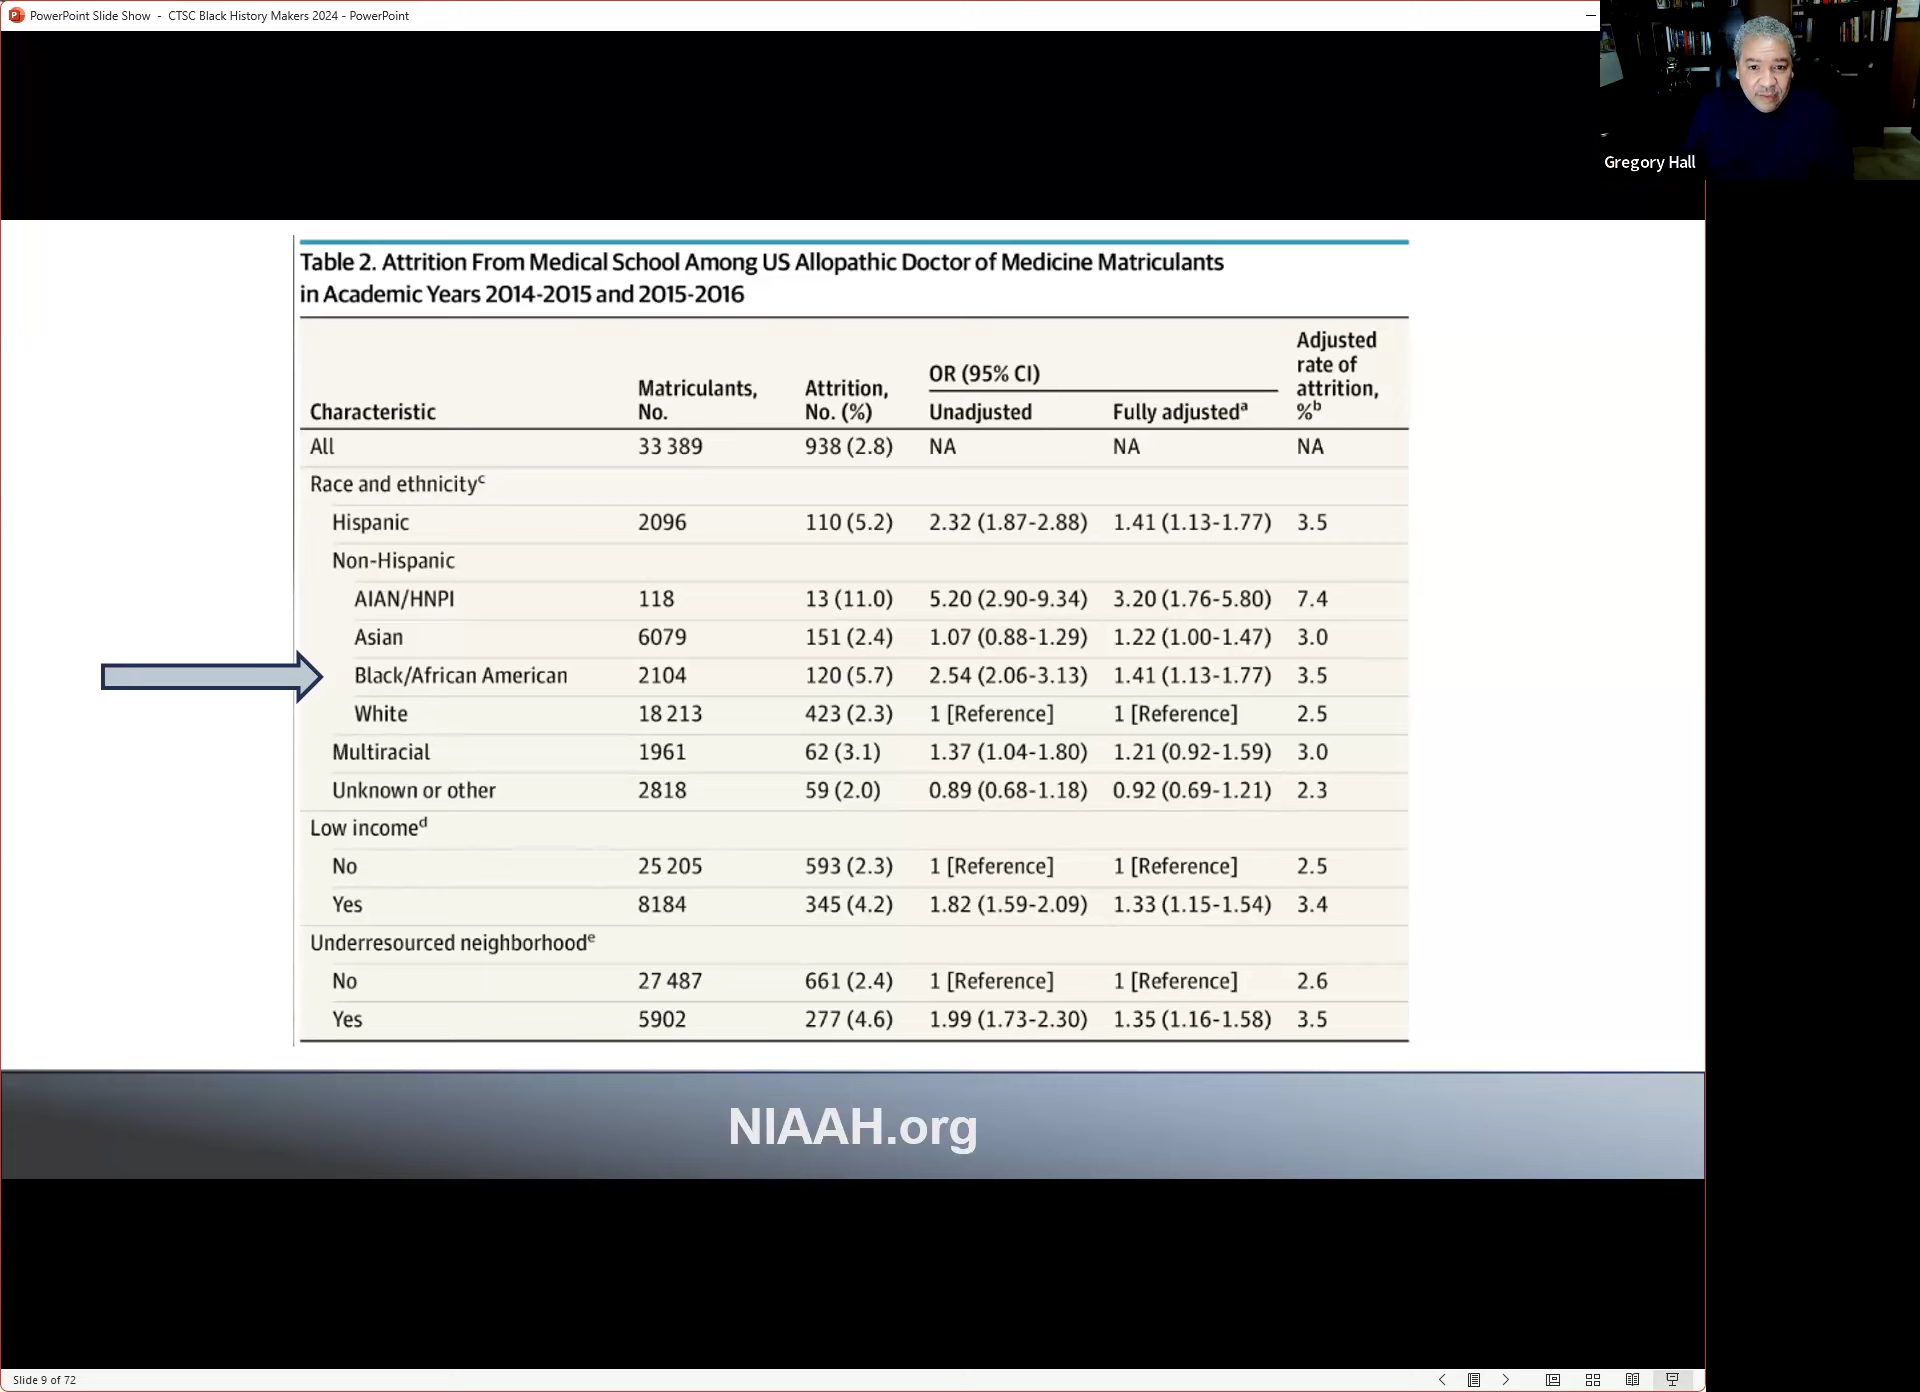 PowerPoint Slide Show - CTSC Black History Makers 2024 - PowerPoint
Gregory Hall
Table 2. Attrition From Medical School Among US Allopathic Doctor of Medicine Matriculants
in Academic Years 2014-2015 and 2015-2016
Characteristic Matriculants, No. Attrition, No. (%) OR (95% CI) Unadjusted Fully adjustedᵃ Adjusted rate of attrition, %ᵇ
All 33 389 938 (2.8) NA NA NA
Race and ethnicityᶜ
Hispanic 2096 110 (5.2) 2.32 (1.87-2.88) 1.41 (1.13-1.77) 3.5
Non-Hispanic
AIAN/HNPI 118 13 (11.0) 5.20 (2.90-9.34) 3.20 (1.76-5.80) 7.4
Asian 6079 151 (2.4) 1.07 (0.88-1.29) 1.22 (1.00-1.47) 3.0
Black/African American 2104 120 (5.7) 2.54 (2.06-3.13) 1.41 (1.13-1.77) 3.5
White 18 213 423 (2.3) 1 [Reference] 1 [Reference] 2.5
Multiracial 1961 62 (3.1) 1.37 (1.04-1.80) 1.21 (0.92-1.59) 3.0
Unknown or other 2818 59 (2.0) 0.89 (0.68-1.18) 0.92 (0.69-1.21) 2.3
Low incomeᵈ
No 25 205 593 (2.3) 1 [Reference] 1 [Reference] 2.5
Yes 8184 345 (4.2) 1.82 (1.59-2.09) 1.33 (1.15-1.54) 3.4
Underresourced neighborhoodᵉ
No 27 487 661 (2.4) 1 [Reference] 1 [Reference] 2.6
Yes 5902 277 (4.6) 1.99 (1.73-2.30) 1.35 (1.16-1.58) 3.5
NIAAH.org
Slide 9 of 72